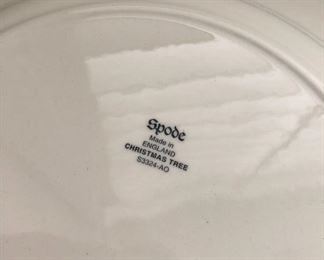 Spode
Made in
ENGLAND
CHRISTMAS TREE
S3324-AO